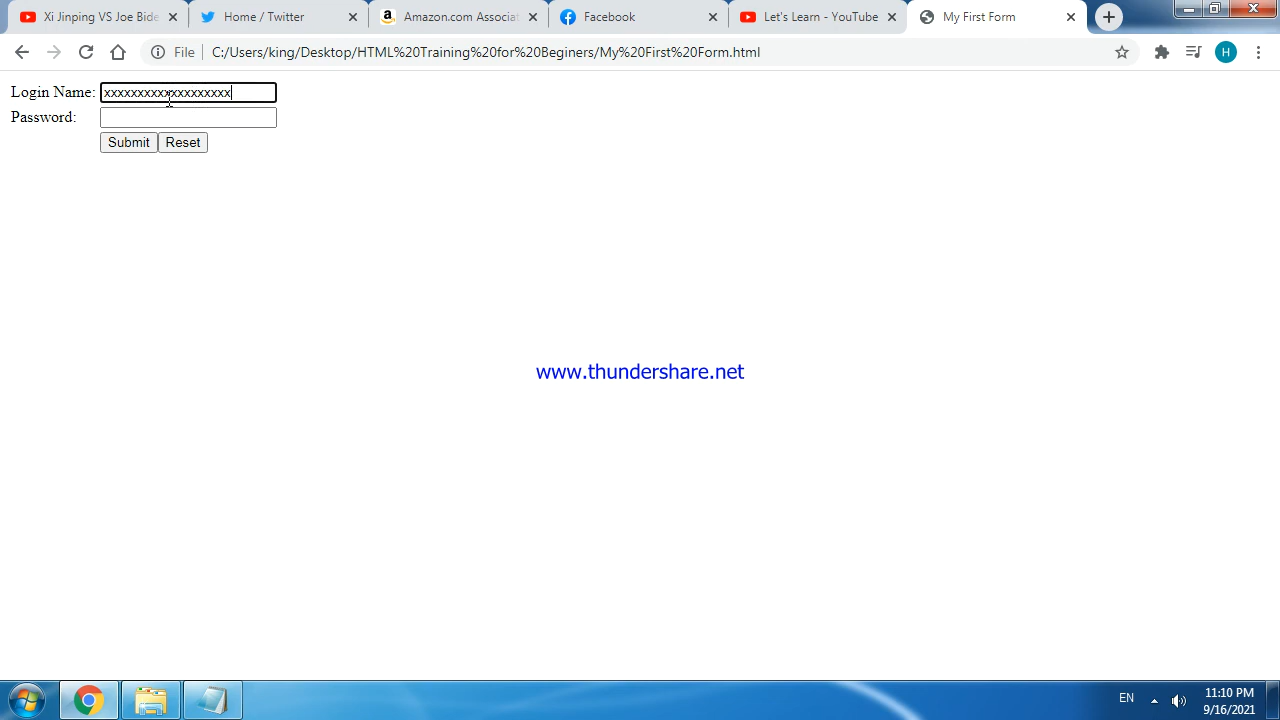 Xi Jinping VS Joe Bide
Home / Twitter
Amazon.com Associat
Facebook
Let's Learn - YouTube
My First Form
File
C:/Users/king/Desktop/HTML%20Training%20for%20Beginers/My%20First%20Form.html
H
Login Name: xxxxxxxxxxxxxxxxxxx
Password:
Submit Reset
www.thundershare.net
EN
11:10 PM
9/16/2021